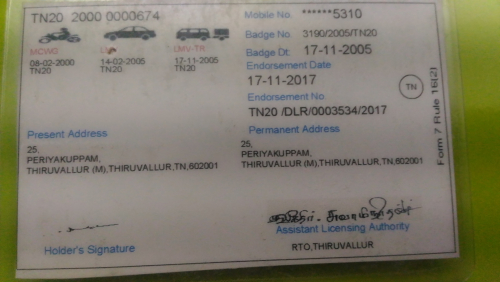 TN20 2000 0000674
Mobile No. ******5310
Badge No. 3190/2005/TN20
MCWG LMV-TR
Badge Dt: 17-11-2005
08-02-2000 14-02-2005 17-11-2005
TN20 TN20 TN20
Endorsement Date
17-11-2017
TN
Endorsement No
TN20 /DLR/0003534/2017
Form 7 Rule 16(2)
Present Address
25,
PERIYAKUPPAM,
THIRUVALLUR (M),THIRUVALLUR,TN,602001
Permanent Address
25,
PERIYAKUPPAM,
THIRUVALLUR (M),THIRUVALLUR,TN,602001
Holder's Signature
Assistant Licensing Authority
RTO,THIRUVALLUR